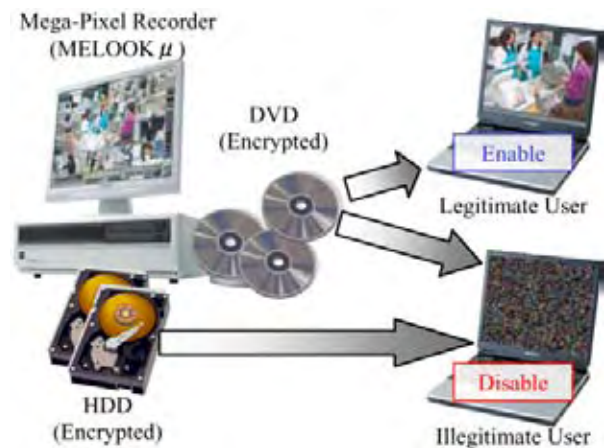 Mega-Pixel Recorder
(MELOOK μ)
DVD
(Encrypted)
Enable
Legitimate User
Disable
HDD
(Encrypted)
Illegitimate User